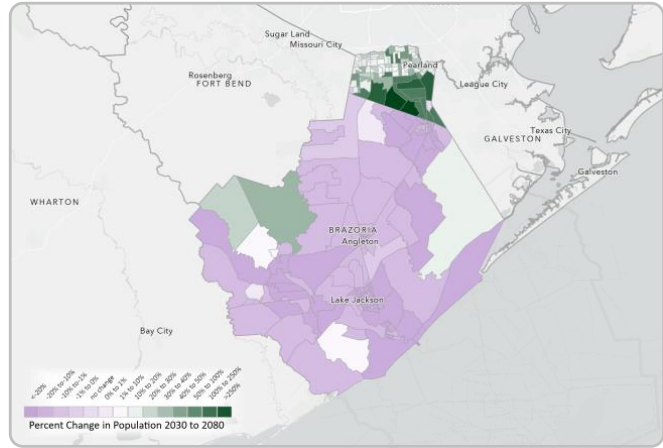 Sugar Land
Missouri City
Pearland
Rosenberg
FORT BEND
League City
Texas City
GALVESTON
Galveston
WHARTON
BRAZORIA
Angleton
Lake Jackson
Bay City
<-20%
-20% to -10%
-10% to -1%
-1% to 0%
no change
0% to 1%
1% to 10%
10% to 20%
20% to 30%
30% to 40%
40% to 50%
50% to 100%
100% to 250%
>250%
Percent Change in Population 2030 to 2080